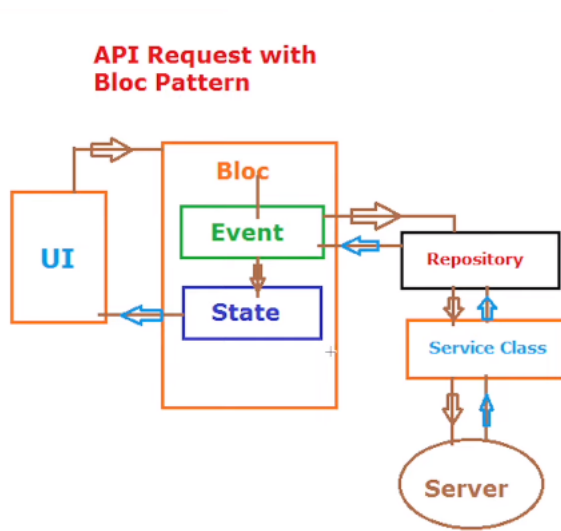 API Request with
Bloc Pattern
Bloc
Event
UI
Repository
State
Service Class
Server